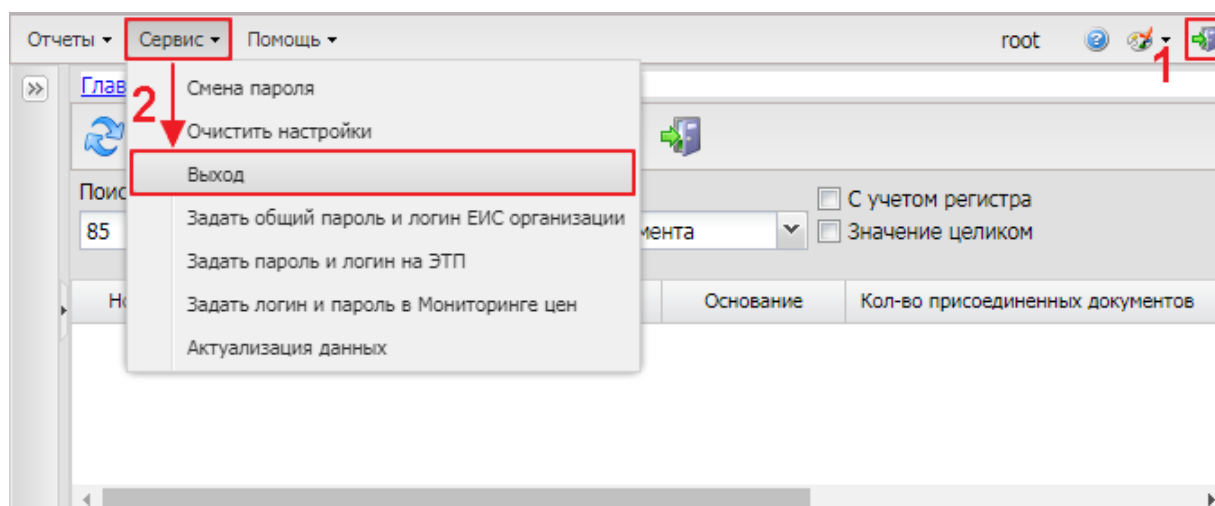 Отчеты Сервис Помощь root
1
Глав
2
Смена пароля
Очистить настройки
Выход
Поис
С учетом регистра
Задать общий пароль и логин ЕИС организации
85
мента
Значение целиком
Задать пароль и логин на ЭТП
Но
Задать логин и пароль в Мониторинге цен
Основание
Кол-во присоединенных документов
Актуализация данных